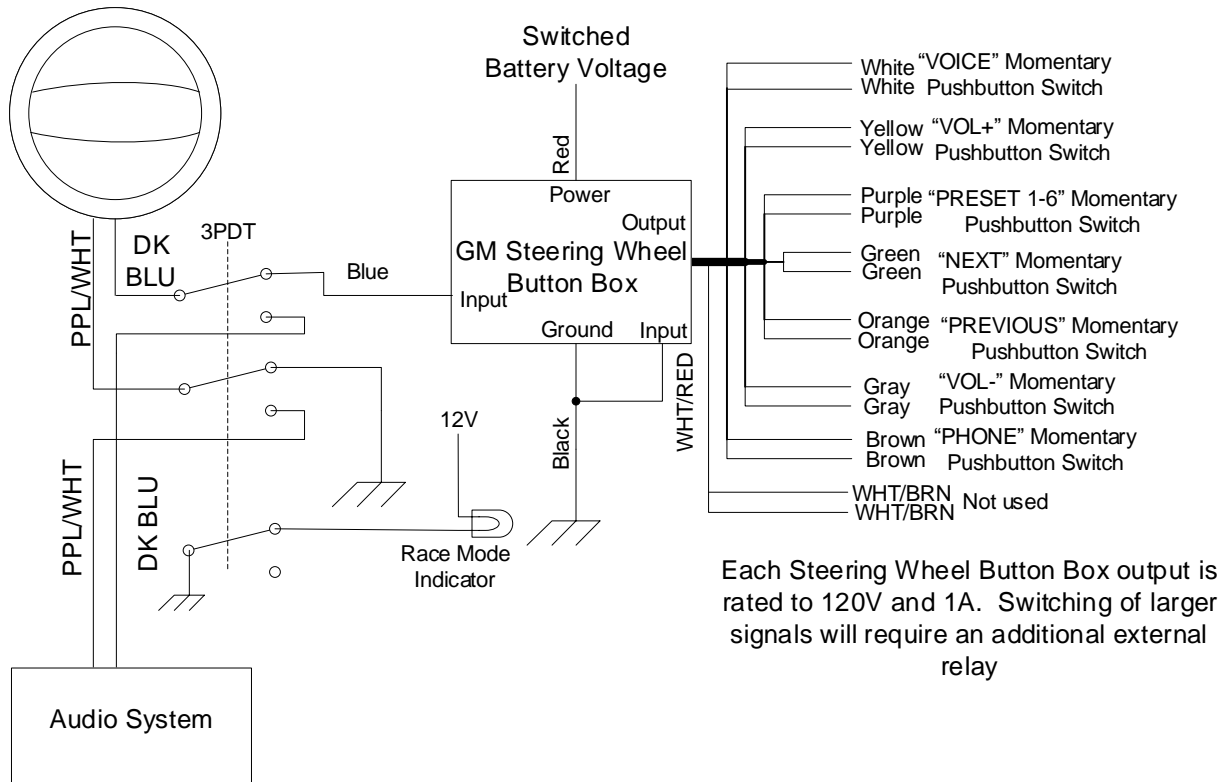 Switched
Battery Voltage
Red
Power
Output
GM Steering Wheel
Button Box
Input
Ground
Input
Blue
Black
WHT/RED
3PDT
DK
BLU
PPL/WHT
PPL/WHT
DK BLU
12V
Race Mode
Indicator
Audio System
White "VOICE" Momentary
White Pushbutton Switch
Yellow "VOL+" Momentary
Yellow Pushbutton Switch
Purple "PRESET 1-6" Momentary
Purple Pushbutton Switch
Green "NEXT" Momentary
Green Pushbutton Switch
Orange "PREVIOUS" Momentary
Orange Pushbutton Switch
Gray "VOL-" Momentary
Gray Pushbutton Switch
Brown "PHONE" Momentary
Brown Pushbutton Switch
WHT/BRN
WHT/BRN Not used
Each Steering Wheel Button Box output is
rated to 120V and 1A. Switching of larger
signals will require an additional external
relay